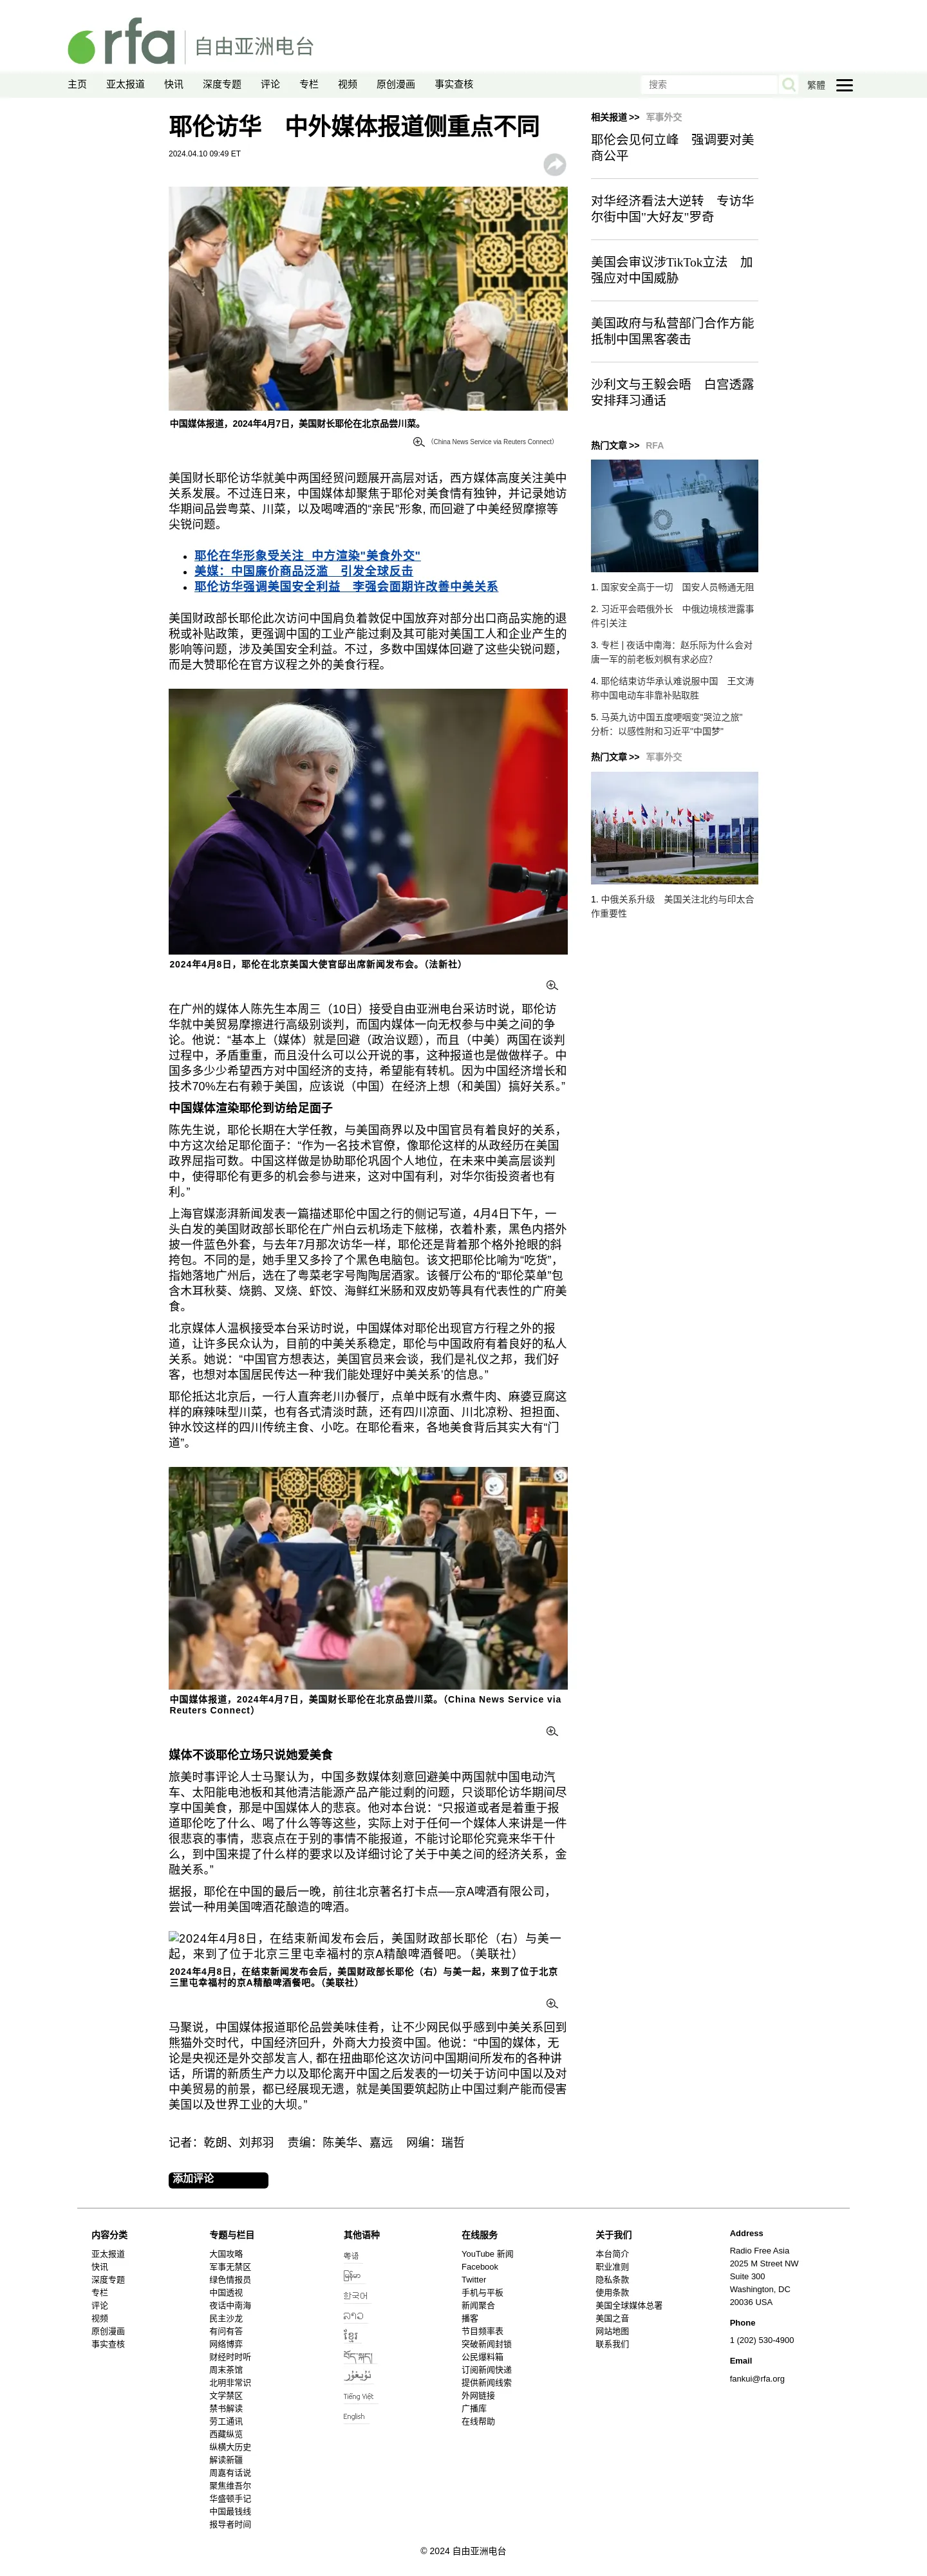 rfa 自由亚洲电台
主页 亚太报道 快讯 深度专题 评论 专栏 视频 原创漫画 事实查核
搜索
繁體
耶伦访华　中外媒体报道侧重点不同
2024.04.10 09:49 ET
中国媒体报道，2024年4月7日，美国财长耶伦在北京品尝川菜。
（China News Service via Reuters Connect）
美国财长耶伦访华就美中两国经贸问题展开高层对话，西方媒体高度关注美中
关系发展。不过连日来，中国媒体却聚焦于耶伦对美食情有独钟，并记录她访
华期间品尝粤菜、川菜，以及喝啤酒的“亲民”形象, 而回避了中美经贸摩擦等
尖锐问题。
耶伦在华形象受关注 中方渲染"美食外交"
美媒：中国廉价商品泛滥　引发全球反击
耶伦访华强调美国安全利益　李强会面期许改善中美关系
美国财政部长耶伦此次访问中国肩负着敦促中国放弃对部分出口商品实施的退
税或补贴政策，更强调中国的工业产能过剩及其可能对美国工人和企业产生的
影响等问题，涉及美国安全利益。不过，多数中国媒体回避了这些尖锐问题，
而是大赞耶伦在官方议程之外的美食行程。
2024年4月8日，耶伦在北京美国大使官邸出席新闻发布会。（法新社）
在广州的媒体人陈先生本周三（10日）接受自由亚洲电台采访时说，耶伦访
华就中美贸易摩擦进行高级别谈判，而国内媒体一向无权参与中美之间的争
论。他说：“基本上（媒体）就是回避（政治议题），而且（中美）两国在谈判
过程中，矛盾重重，而且没什么可以公开说的事，这种报道也是做做样子。中
国多多少少希望西方对中国经济的支持，希望能有转机。因为中国经济增长和
技术70%左右有赖于美国，应该说（中国）在经济上想（和美国）搞好关系。”
中国媒体渲染耶伦到访给足面子
陈先生说，耶伦长期在大学任教，与美国商界以及中国官员有着良好的关系，
中方这次给足耶伦面子：“作为一名技术官僚，像耶伦这样的从政经历在美国
政界屈指可数。中国这样做是协助耶伦巩固个人地位，在未来中美高层谈判
中，使得耶伦有更多的机会参与进来，这对中国有利，对华尔街投资者也有
利。”
上海官媒澎湃新闻发表一篇描述耶伦中国之行的侧记写道，4月4日下午，一
头白发的美国财政部长耶伦在广州白云机场走下舷梯，衣着朴素，黑色内搭外
披一件蓝色外套，与去年7月那次访华一样，耶伦还是背着那个格外抢眼的斜
挎包。不同的是，她手里又多拎了个黑色电脑包。该文把耶伦比喻为“吃货”，
指她落地广州后，选在了粤菜老字号陶陶居酒家。该餐厅公布的“耶伦菜单”包
含木耳秋葵、烧鹅、叉烧、虾饺、海鲜红米肠和双皮奶等具有代表性的广府美
食。
北京媒体人温枫接受本台采访时说，中国媒体对耶伦出现官方行程之外的报
道，让许多民众认为，目前的中美关系稳定，耶伦与中国政府有着良好的私人
关系。她说：“中国官方想表达，美国官员来会谈，我们是礼仪之邦，我们好
客，也想对本国居民传达一种‘我们能处理好中美关系’的信息。”
耶伦抵达北京后，一行人直奔老川办餐厅，点单中既有水煮牛肉、麻婆豆腐这
样的麻辣味型川菜，也有各式清淡时蔬，还有四川凉面、川北凉粉、担担面、
钟水饺这样的四川传统主食、小吃。在耶伦看来，各地美食背后其实大有“门
道”。
中国媒体报道，2024年4月7日，美国财长耶伦在北京品尝川菜。（China News Service via
Reuters Connect）
媒体不谈耶伦立场只说她爱美食
旅美时事评论人士马聚认为，中国多数媒体刻意回避美中两国就中国电动汽
车、太阳能电池板和其他清洁能源产品产能过剩的问题，只谈耶伦访华期间尽
享中国美食，那是中国媒体人的悲哀。他对本台说：“只报道或者是着重于报
道耶伦吃了什么、喝了什么等等这些，实际上对于任何一个媒体人来讲是一件
很悲哀的事情，悲哀点在于别的事情不能报道，不能讨论耶伦究竟来华干什
么，到中国来提了什么样的要求以及详细讨论了关于中美之间的经济关系，金
融关系。”
据报，耶伦在中国的最后一晚，前往北京著名打卡点──京A啤酒有限公司，
尝试一种用美国啤酒花酿造的啤酒。
2024年4月8日，在结束新闻发布会后，美国财政部长耶伦（右）与美一
起，来到了位于北京三里屯幸福村的京A精酿啤酒餐吧。（美联社）
2024年4月8日，在结束新闻发布会后，美国财政部长耶伦（右）与美一起，来到了位于北京
三里屯幸福村的京A精酿啤酒餐吧。（美联社）
马聚说，中国媒体报道耶伦品尝美味佳肴，让不少网民似乎感到中美关系回到
熊猫外交时代，中国经济回升，外商大力投资中国。他说：“中国的媒体，无
论是央视还是外交部发言人, 都在扭曲耶伦这次访问中国期间所发布的各种讲
话，所谓的新质生产力以及耶伦离开中国之后发表的一切关于访问中国以及对
中美贸易的前景，都已经展现无遗，就是美国要筑起防止中国过剩产能而侵害
美国以及世界工业的大坝。”
记者：乾朗、刘邦羽　责编：陈美华、嘉远　网编：瑞哲
添加评论
相关报道 >> 军事外交
耶伦会见何立峰　强调要对美
商公平
对华经济看法大逆转　专访华
尔街中国"大好友"罗奇
美国会审议涉TikTok立法　加
强应对中国威胁
美国政府与私营部门合作方能
抵制中国黑客袭击
沙利文与王毅会晤　白宫透露
安排拜习通话
热门文章 >> RFA
1. 国家安全高于一切　国安人员畅通无阻
2. 习近平会晤俄外长　中俄边境核泄露事
件引关注
3. 专栏 | 夜话中南海：赵乐际为什么会对
唐一军的前老板刘枫有求必应？
4. 耶伦结束访华承认难说服中国　王文涛
称中国电动车非靠补贴取胜
5. 马英九访中国五度哽咽变"哭泣之旅"
分析：以感性附和习近平"中国梦"
热门文章 >> 军事外交
1. 中俄关系升级　美国关注北约与印太合
作重要性
内容分类
亚太报道
快讯
深度专题
专栏
评论
视频
原创漫画
事实查核
专题与栏目
大国攻略
军事无禁区
绿色情报员
中国透视
夜话中南海
民主沙龙
有问有答
网络博弈
财经时时听
周末茶馆
北明非常识
文学禁区
禁书解读
劳工通讯
西藏纵览
纵横大历史
解读新疆
周嘉有话说
聚焦维吾尔
华盛顿手记
中国最钱线
报导者时间
其他语种
粤语
မြန်မာ
한국어
ລາວ
ខ្មែរ
བོད་སྐད།
ئۇيغۇر
Tiếng Việt
English
在线服务
YouTube 新闻
Facebook
Twitter
手机与平板
新闻聚合
播客
节目频率表
突破新闻封锁
公民爆料箱
订阅新闻快递
提供新闻线索
外网链接
广播库
在线帮助
关于我们
本台简介
职业准则
隐私条款
使用条款
美国全球媒体总署
美国之音
网站地图
联系我们
Address
Radio Free Asia
2025 M Street NW
Suite 300
Washington, DC
20036 USA
Phone
1 (202) 530-4900
Email
fankui@rfa.org
© 2024 自由亚洲电台